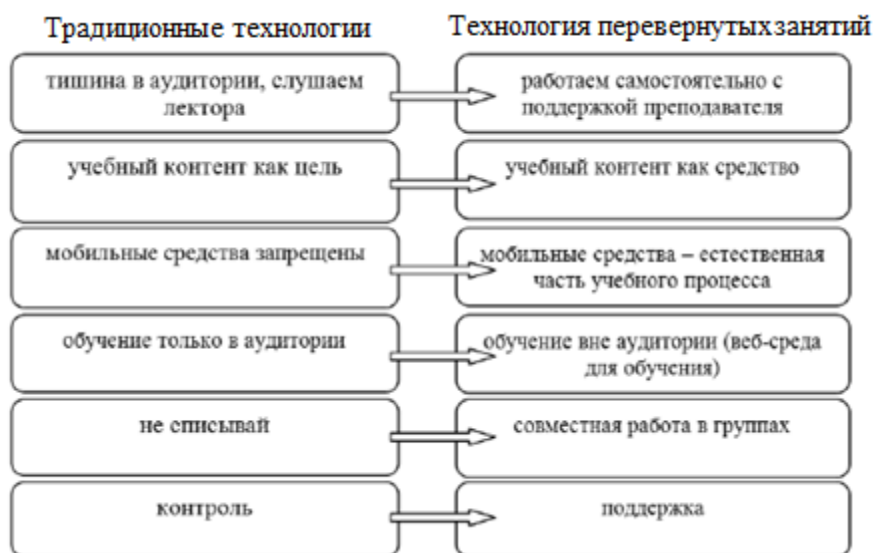 Традиционные технологии
Технология перевернутых занятий
тишина в аудитории, слушаем
лектора
работаем самостоятельно с
поддержкой преподавателя
учебный контент как цель
учебный контент как средство
мобильные средства запрещены
мобильные средства – естественная
часть учебного процесса
обучение только в аудитории
обучение вне аудитории (веб-среда
для обучения)
не списывай
совместная работа в группах
контроль
поддержка